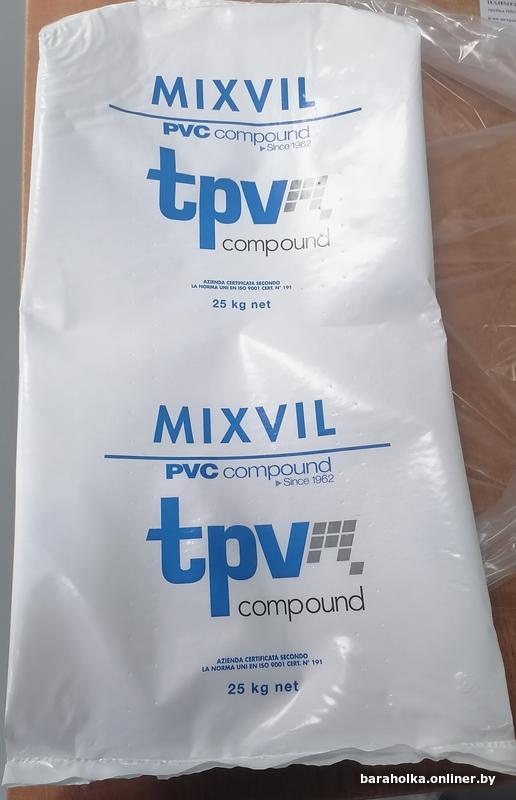 MIXVIL
PVC compound
▶Since 1962
tpv
compound
AZIENDA CERTIFICATA SECONDO
LA NORMA UNI EN ISO 9001 CERT. N° 191
25 kg net
MIXVIL
PVC compound
▶Since 1962
tpv
compound
AZIENDA CERTIFICATA SECONDO
LA NORMA UNI EN ISO 9001 CERT. N° 191
25 kg net
baraholka.onliner.by